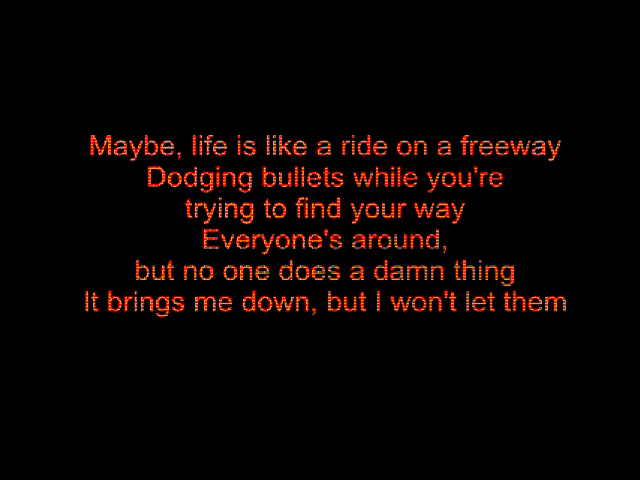 Maybe, life is like a ride on a freeway
Dodging bullets while you're
trying to find your way
Everyone's around,
but no one does a damn thing
It brings me down, but I won't let them